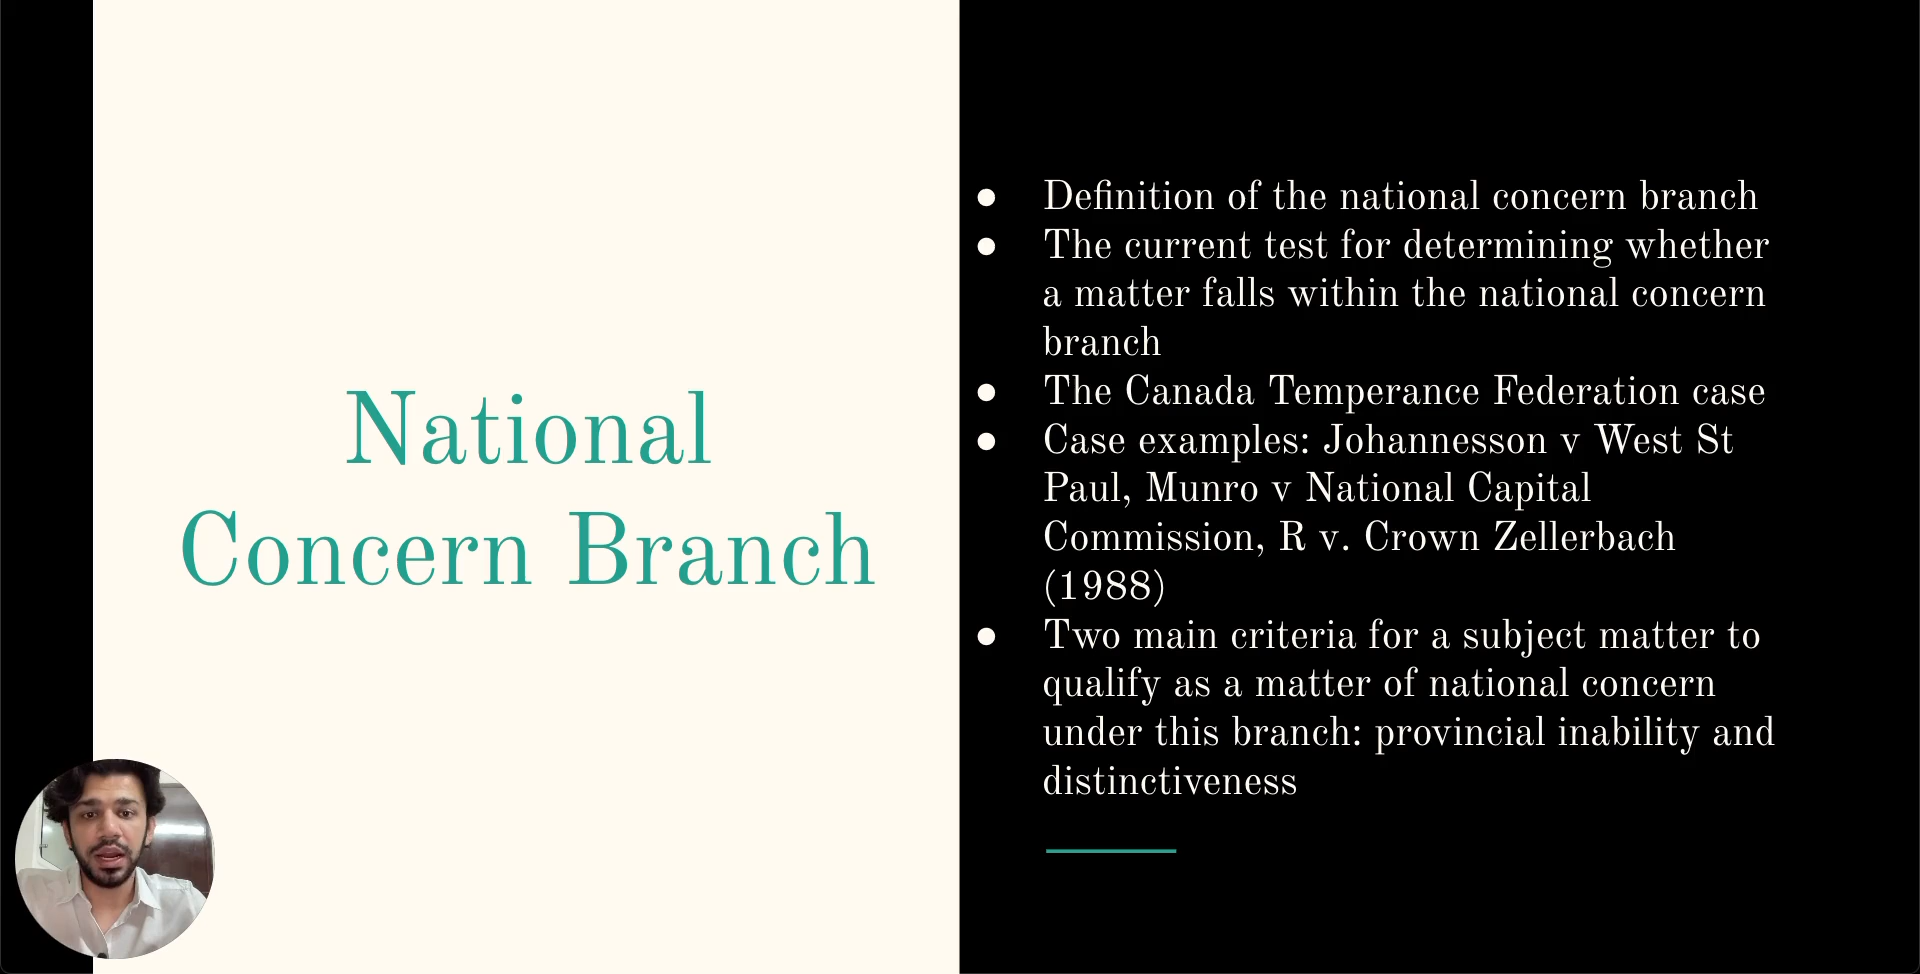 National
Concern Branch
● Definition of the national concern branch
● The current test for determining whether
a matter falls within the national concern
branch
● The Canada Temperance Federation case
● Case examples: Johannesson v West St
Paul, Munro v National Capital
Commission, R v. Crown Zellerbach
(1988)
● Two main criteria for a subject matter to
qualify as a matter of national concern
under this branch: provincial inability and
distinctiveness